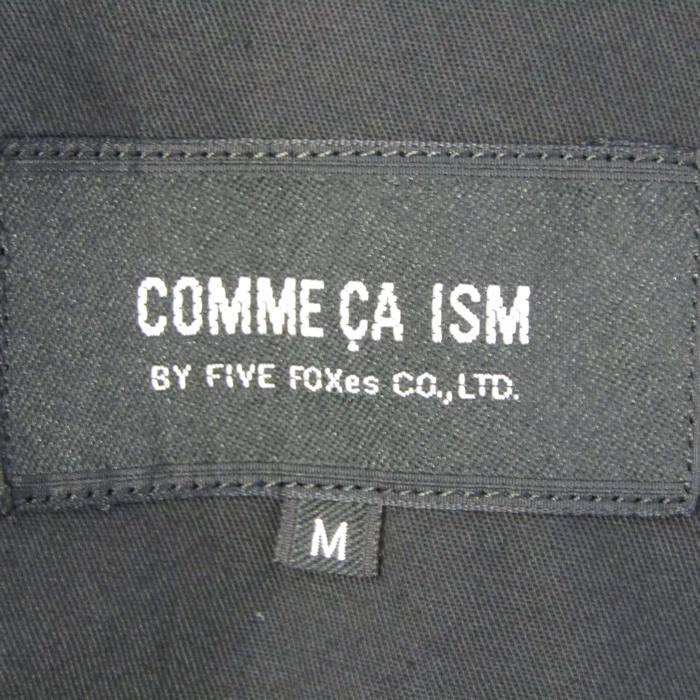 COMME ÇA ISM
BY FIVE FOXes CO.,LTD.
M